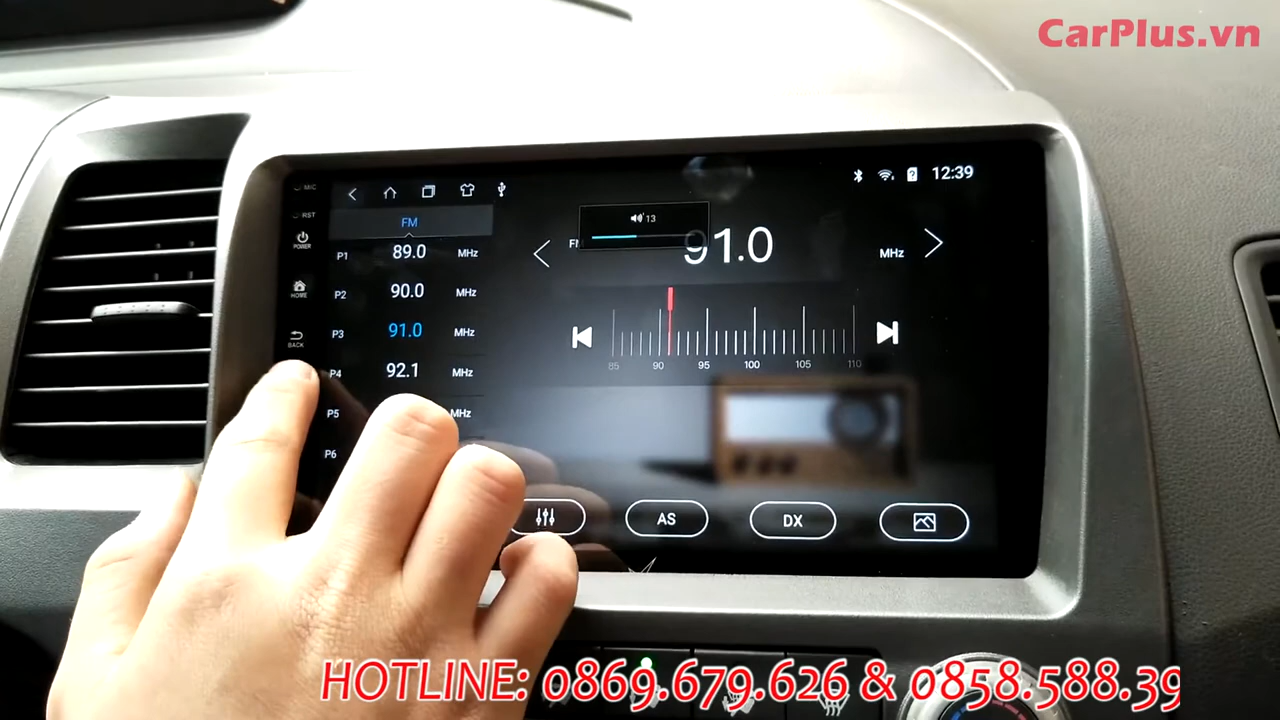 CarPlus.vn
MIC
12:39
RST
FM
13
POWER
P1 89.0 MHz
FM 91.0 MHz
HOME
P2 90.0 MHz
BACK
P3 91.0 MHz
85 90 95 100 105 110
P4 92.1 MHz
P5 MHz
P6
AS DX
HOTLINE: 0869.679.626 & 0858.588.39